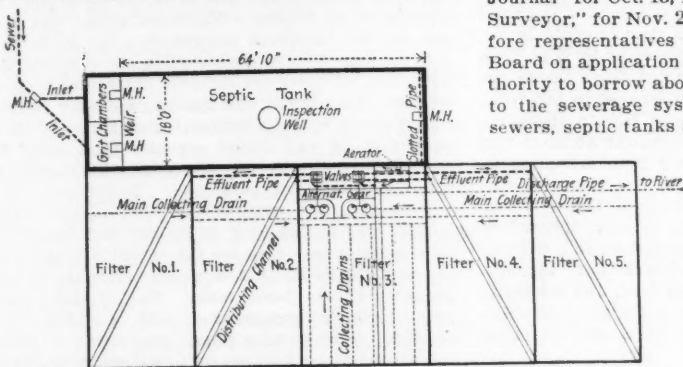 Journal" for Oct.
Surveyor," for Nov. 2
fore representatives
Board on application
thority to borrow abo
to the sewerage sys
sewers, septic tanks
Sewer
M.H.
Inlet
Inlet
64' 10"
18'0"
Grit Chambers
M.H.
M.H
Weir
Septic Tank
Inspection
Well
Slotted Pipe
M.H.
Aerator
Effluent Pipe
Valves
Effluent Pipe
Discharge Pipe
to River
Main Collecting Drain
Alternat. Gear
Main Collecting Drain
Filter No.1.
Filter No.2.
Distributing Channel
Collecting Drains
Filter
No.3.
Filter No.4.
Filter No.5.